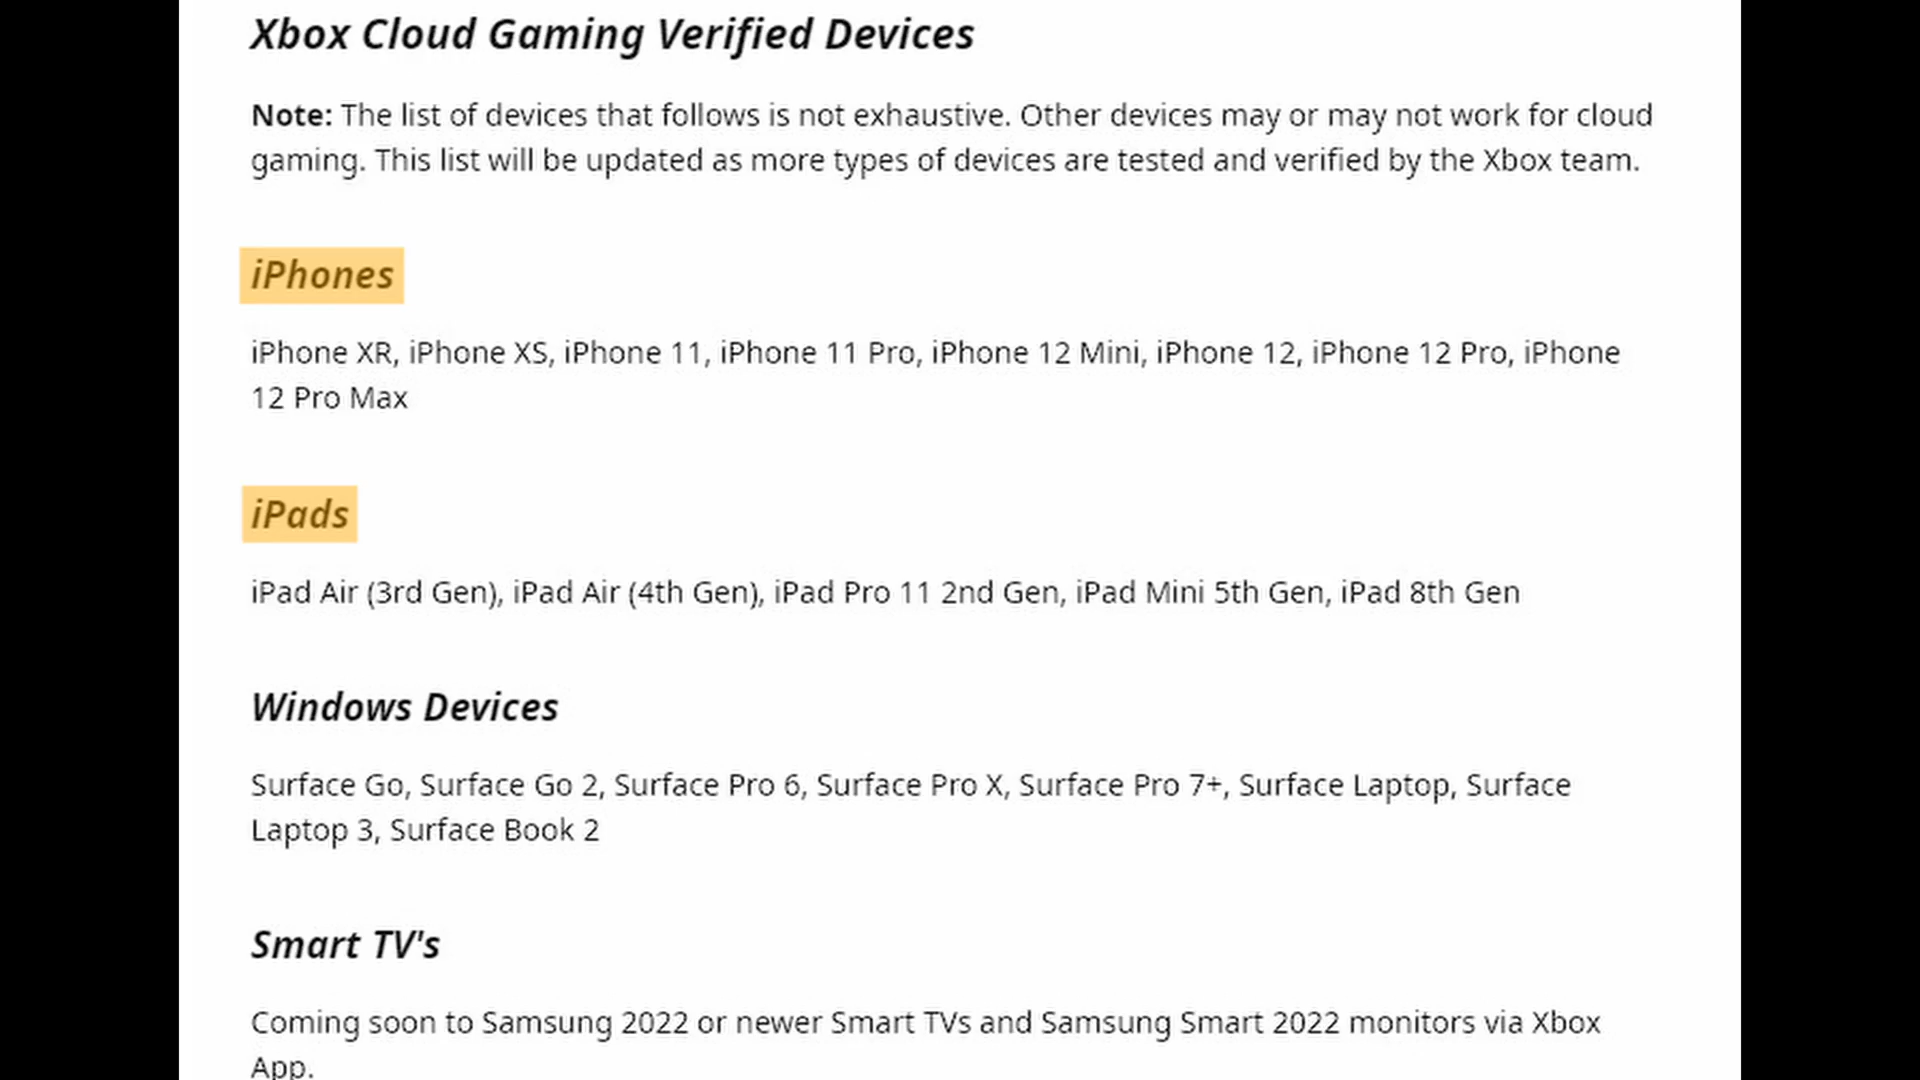 Xbox Cloud Gaming Verified Devices
Note: The list of devices that follows is not exhaustive. Other devices may or may not work for cloud
gaming. This list will be updated as more types of devices are tested and verified by the Xbox team.
iPhones
iPhone XR, iPhone XS, iPhone 11, iPhone 11 Pro, iPhone 12 Mini, iPhone 12, iPhone 12 Pro, iPhone
12 Pro Max
iPads
iPad Air (3rd Gen), iPad Air (4th Gen), iPad Pro 11 2nd Gen, iPad Mini 5th Gen, iPad 8th Gen
Windows Devices
Surface Go, Surface Go 2, Surface Pro 6, Surface Pro X, Surface Pro 7+, Surface Laptop, Surface
Laptop 3, Surface Book 2
Smart TV's
Coming soon to Samsung 2022 or newer Smart TVs and Samsung Smart 2022 monitors via Xbox
App.